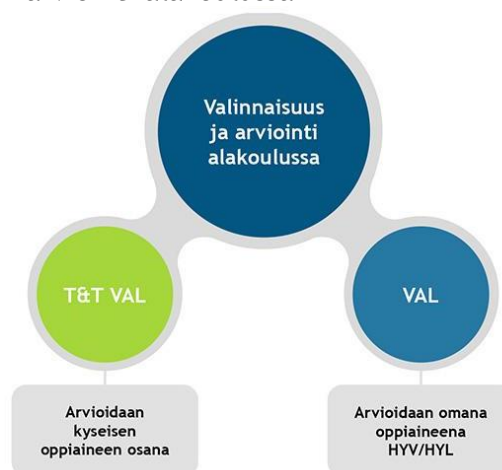 Valinnaisuus
ja arviointi
alakoulussa
T&T VAL
VAL
Arvioidaan
kyseisen
oppiaineen osana
Arvioidaan omana
oppiaineena
HYV/HYL